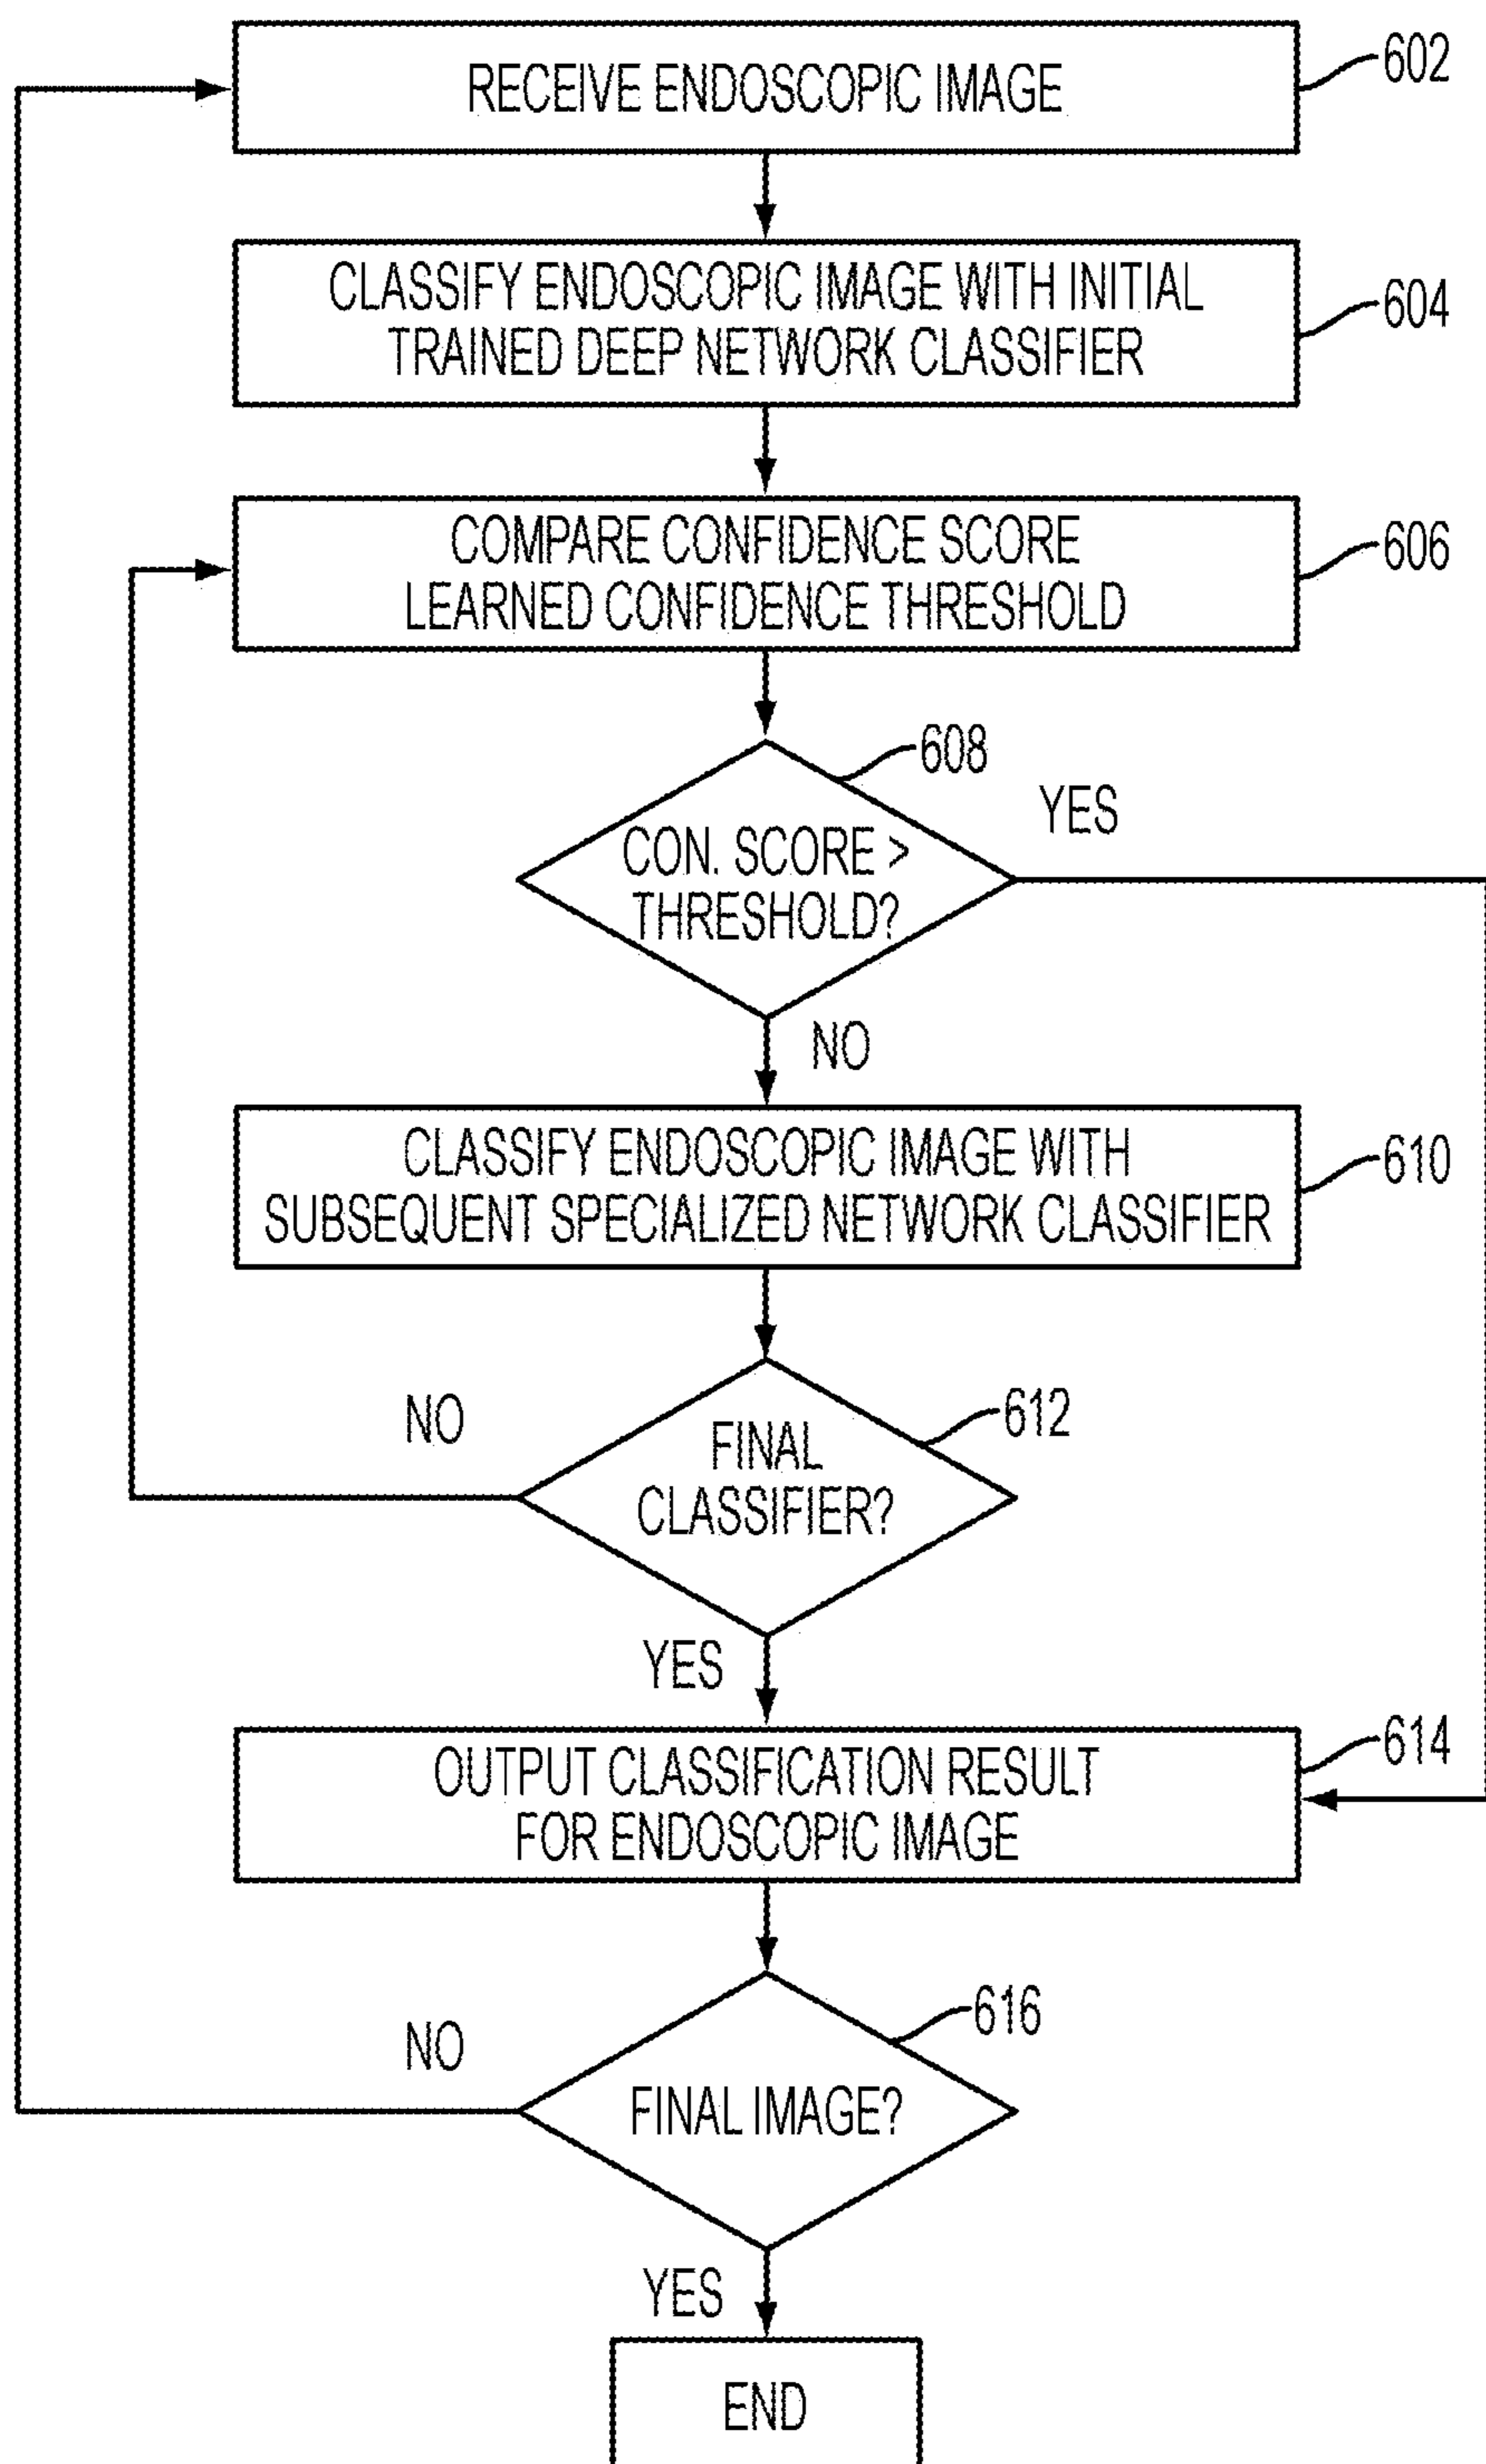 RECEIVE ENDOSCOPIC IMAGE
602
CLASSIFY ENDOSCOPIC IMAGE WITH INITIAL
TRAINED DEEP NETWORK CLASSIFIER
604
COMPARE CONFIDENCE SCORE
LEARNED CONFIDENCE THRESHOLD
606
608
CON. SCORE >
THRESHOLD?
YES
NO
CLASSIFY ENDOSCOPIC IMAGE WITH
SUBSEQUENT SPECIALIZED NETWORK CLASSIFIER
610
NO
612
FINAL
CLASSIFIER?
YES
OUTPUT CLASSIFICATION RESULT
FOR ENDOSCOPIC IMAGE
614
NO
616
FINAL IMAGE?
YES
END